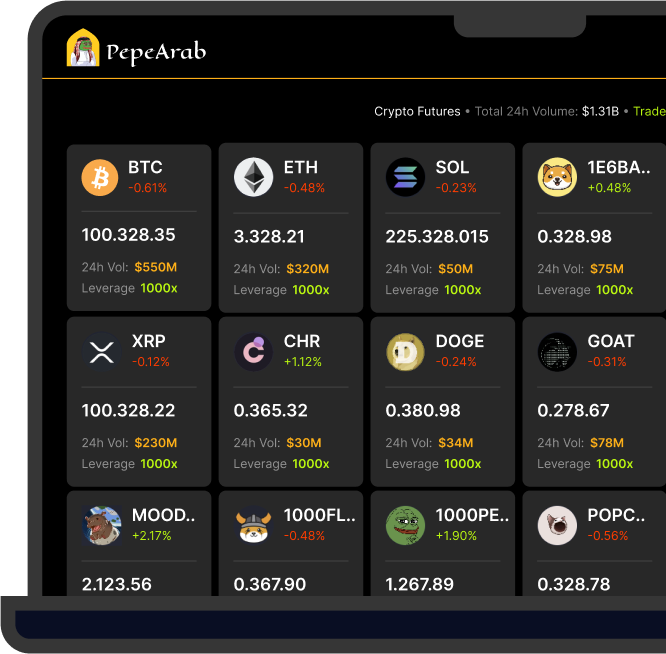 PepeArab
Crypto Futures • Total 24h Volume: $1.31B • Trade
BTC
-0.61%
100.328.35
24h Vol: $550M
Leverage 1000x
ETH
-0.48%
3.328.21
24h Vol: $320M
Leverage 1000x
SOL
-0.23%
225.328.015
24h Vol: $50M
Leverage 1000x
1E6BA..
+0.48%
0.328.98
24h Vol: $75M
Leverage 1000x
XRP
-0.12%
100.328.22
24h Vol: $230M
Leverage 1000x
CHR
+1.12%
0.365.32
24h Vol: $30M
Leverage 1000x
DOGE
-0.24%
0.380.98
24h Vol: $34M
Leverage 1000x
GOAT
-0.31%
0.278.67
24h Vol: $78M
Leverage 1000x
MOOD..
+2.17%
2.123.56
1000FL..
-0.48%
0.367.90
1000PE..
+1.90%
1.267.89
POPC..
-0.56%
0.328.78